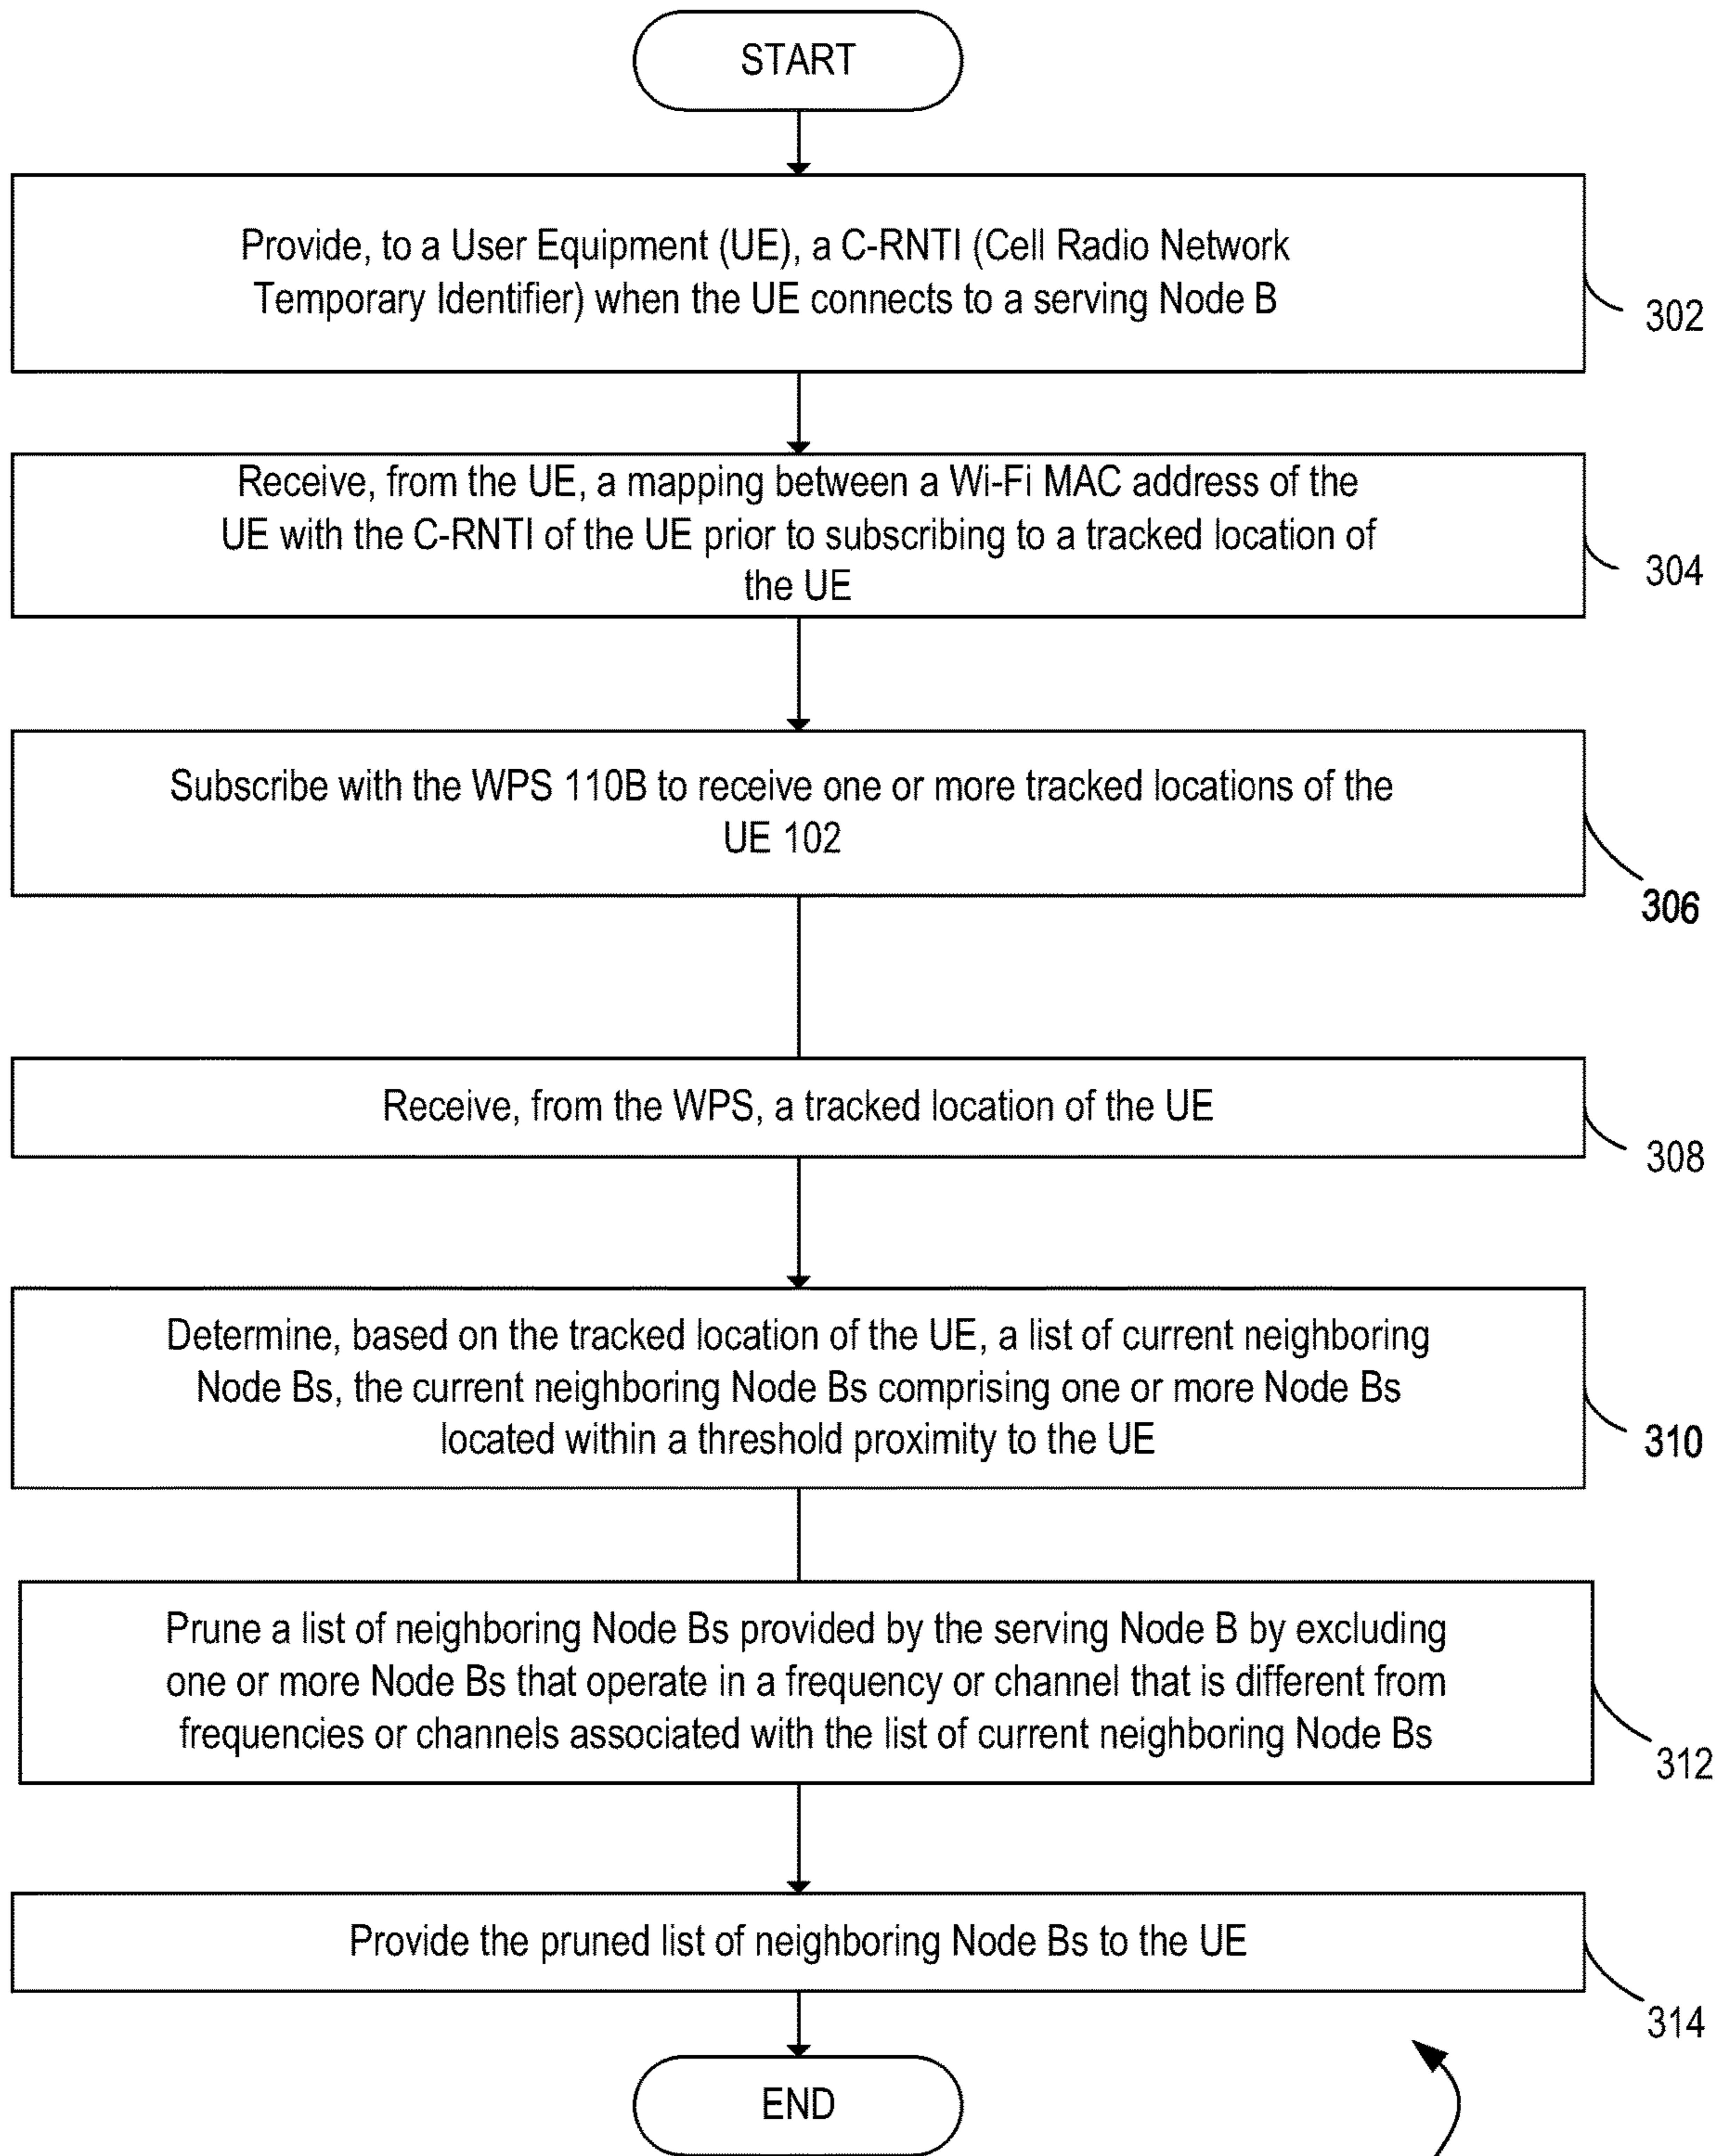 START
Provide, to a User Equipment (UE), a C-RNTI (Cell Radio Network
Temporary Identifier) when the UE connects to a serving Node B
302
Receive, from the UE, a mapping between a Wi-Fi MAC address of the
UE with the C-RNTI of the UE prior to subscribing to a tracked location of
the UE
304
Subscribe with the WPS 110B to receive one or more tracked locations of the
UE 102
306
Receive, from the WPS, a tracked location of the UE
308
Determine, based on the tracked location of the UE, a list of current neighboring
Node Bs, the current neighboring Node Bs comprising one or more Node Bs
located within a threshold proximity to the UE
310
Prune a list of neighboring Node Bs provided by the serving Node B by excluding
one or more Node Bs that operate in a frequency or channel that is different from
frequencies or channels associated with the list of current neighboring Node Bs
312
Provide the pruned list of neighboring Node Bs to the UE
314
END